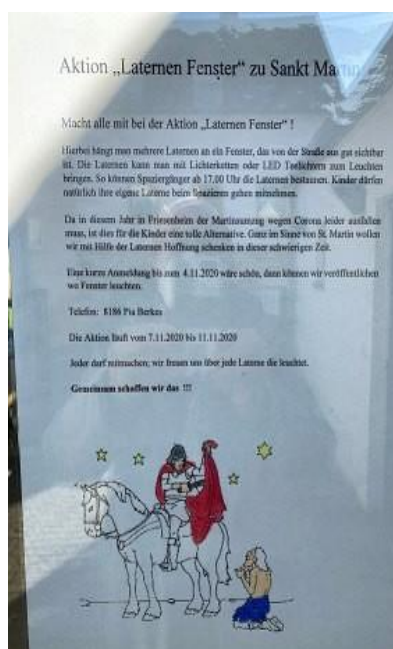 Aktion „Laternen Fenster“ zu Sankt Martin
Macht alle mit bei der Aktion „Laternen Fenster“ !
Hierbei hängt man mehrere Laternen an ein Fenster, das von der Straße aus gut sichtbar
ist. Die Laternen kann man mit Lichterketten oder LED Teelichtern zum Leuchten
bringen. So können Spaziergänger ab 17.00 Uhr die Laternen bestaunen. Kinder dürfen
natürlich ihre eigene Laterne beim Spazieren gehen mitnehmen.
Da in diesem Jahr in Friesenheim der Martinsumzug wegen Corona leider ausfallen
muss, ist dies für die Kinder eine tolle Alternative. Ganz im Sinne von St. Martin wollen
wir mit Hilfe der Laternen Hoffnung schenken in dieser schwierigen Zeit.
Eine kurze Anmeldung bis zum 4.11.2020 wäre schön, dann können wir veröffentlichen
wo Fenster leuchten.
Telefon: 8186 Pia Berkes
Die Aktion läuft vom 7.11.2020 bis 11.11.2020
Jeder darf mitmachen; wir freuen uns über jede Laterne die leuchtet.
Gemeinsam schaffen wir das !!!